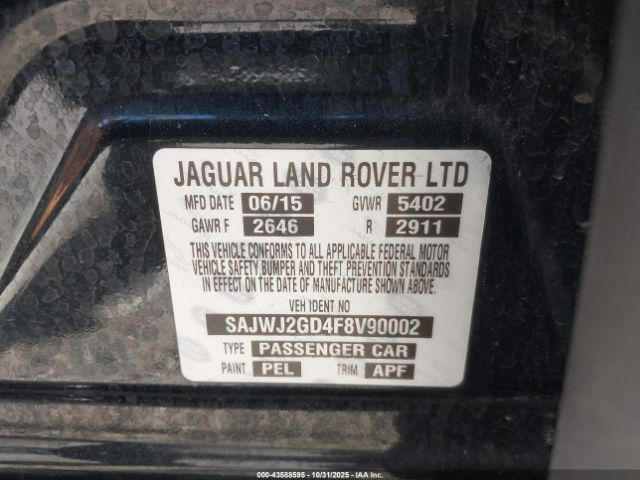 JAGUAR LAND ROVER LTD
MFD DATE 06/15 GVWR 5402
GAWR F 2646 R 2911
THIS VEHICLE CONFORMS TO ALL APPLICABLE FEDERAL MOTOR
VEHICLE SAFETY, BUMPER AND THEFT PREVENTION STANDARDS
IN EFFECT ON THE DATE OF MANUFACTURE SHOWN ABOVE.
VEH IDENT NO
SAJWJ2GD4F8V90002
TYPE PASSENGER CAR
PAINT PEL TRIM APF
000-43588595 - 10/31/2025 - IAA Inc.